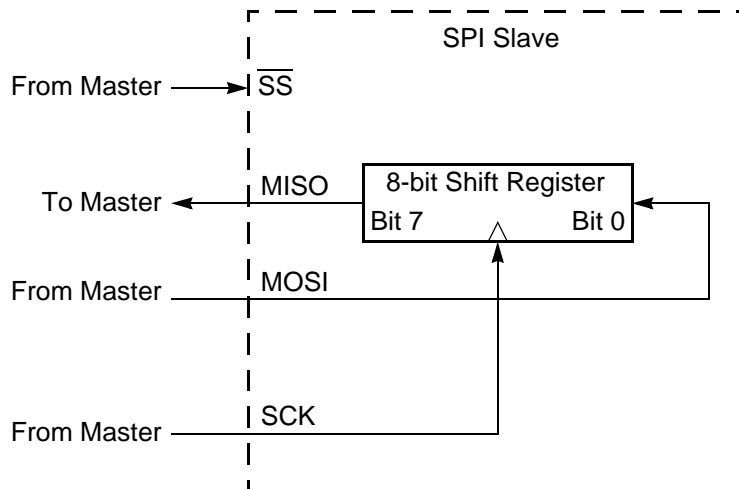 SPI Slave
From Master
S̅S̅
To Master
MISO
8-bit Shift Register
Bit 7
Bit 0
From Master
MOSI
From Master
SCK